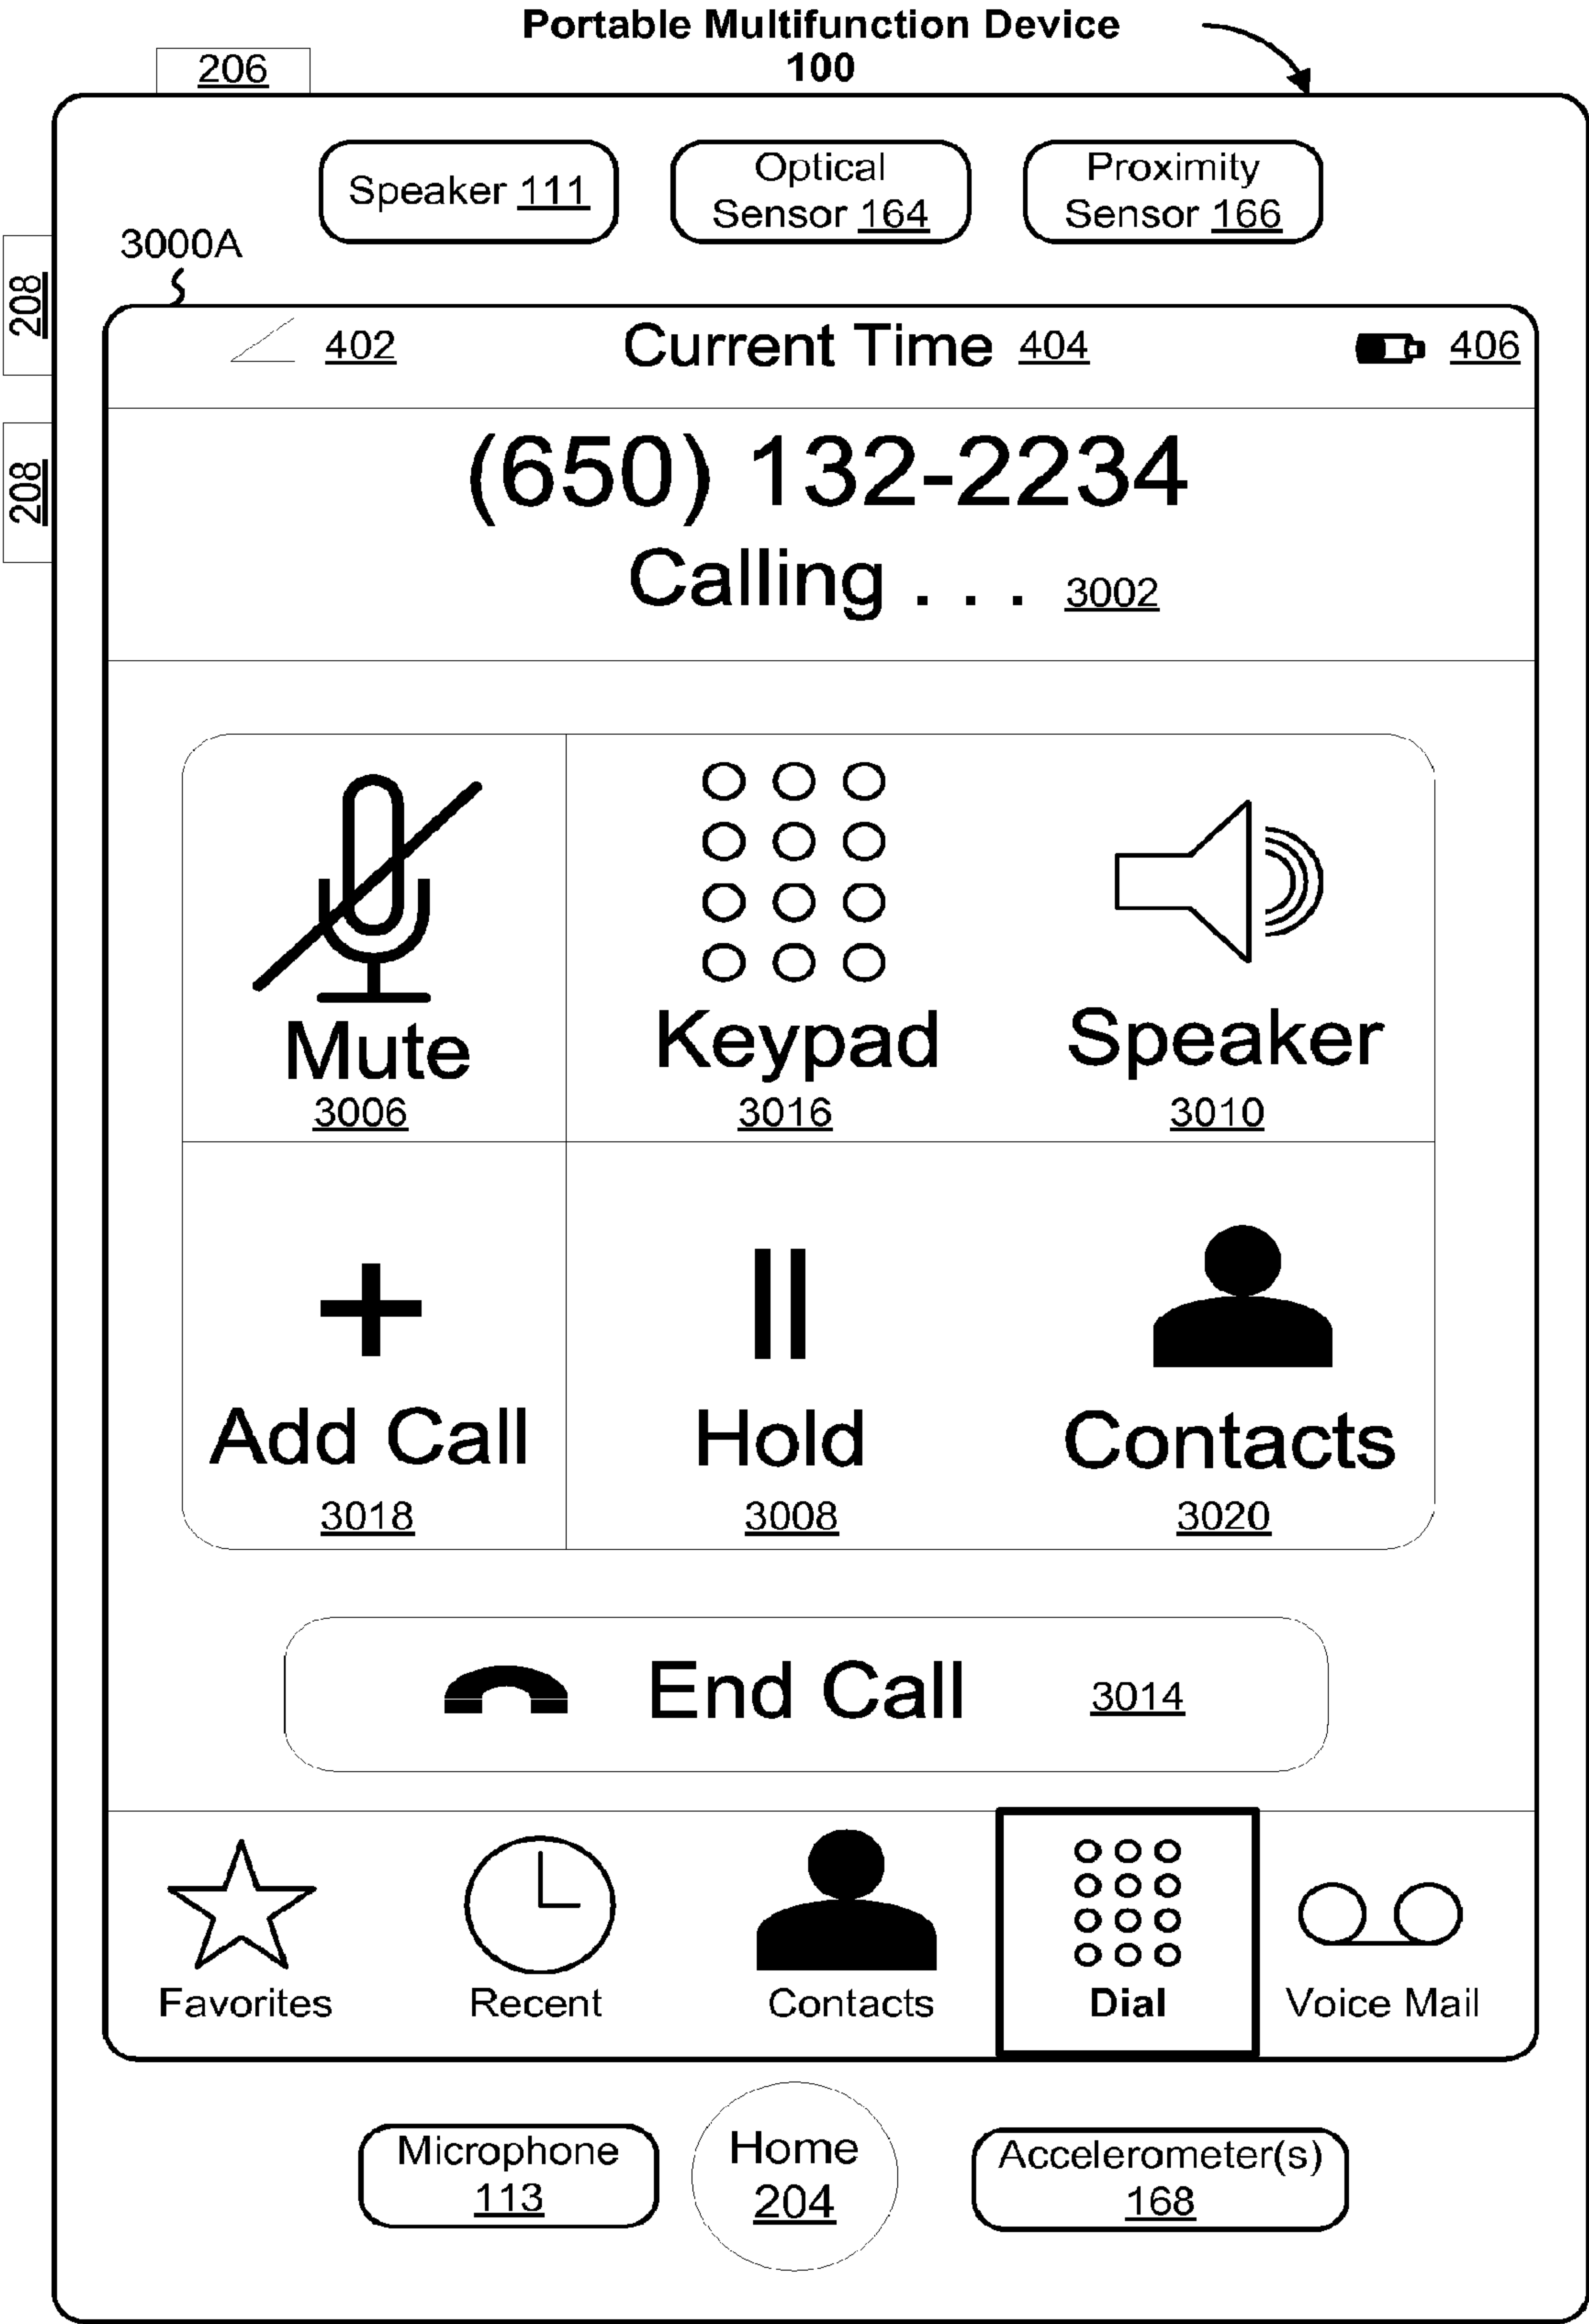 Portable Multifunction Device
100
206
Speaker 111
Optical
Sensor 164
Proximity
Sensor 166
3000A
208
208
402
Current Time 404
406
(650) 132-2234
Calling . . . 3002
Mute
3006
Keypad
3016
Speaker
3010
Add Call
3018
Hold
3008
Contacts
3020
End Call 3014
Favorites
Recent
Contacts
Dial
Voice Mail
Microphone
113
Home
204
Accelerometer(s)
168